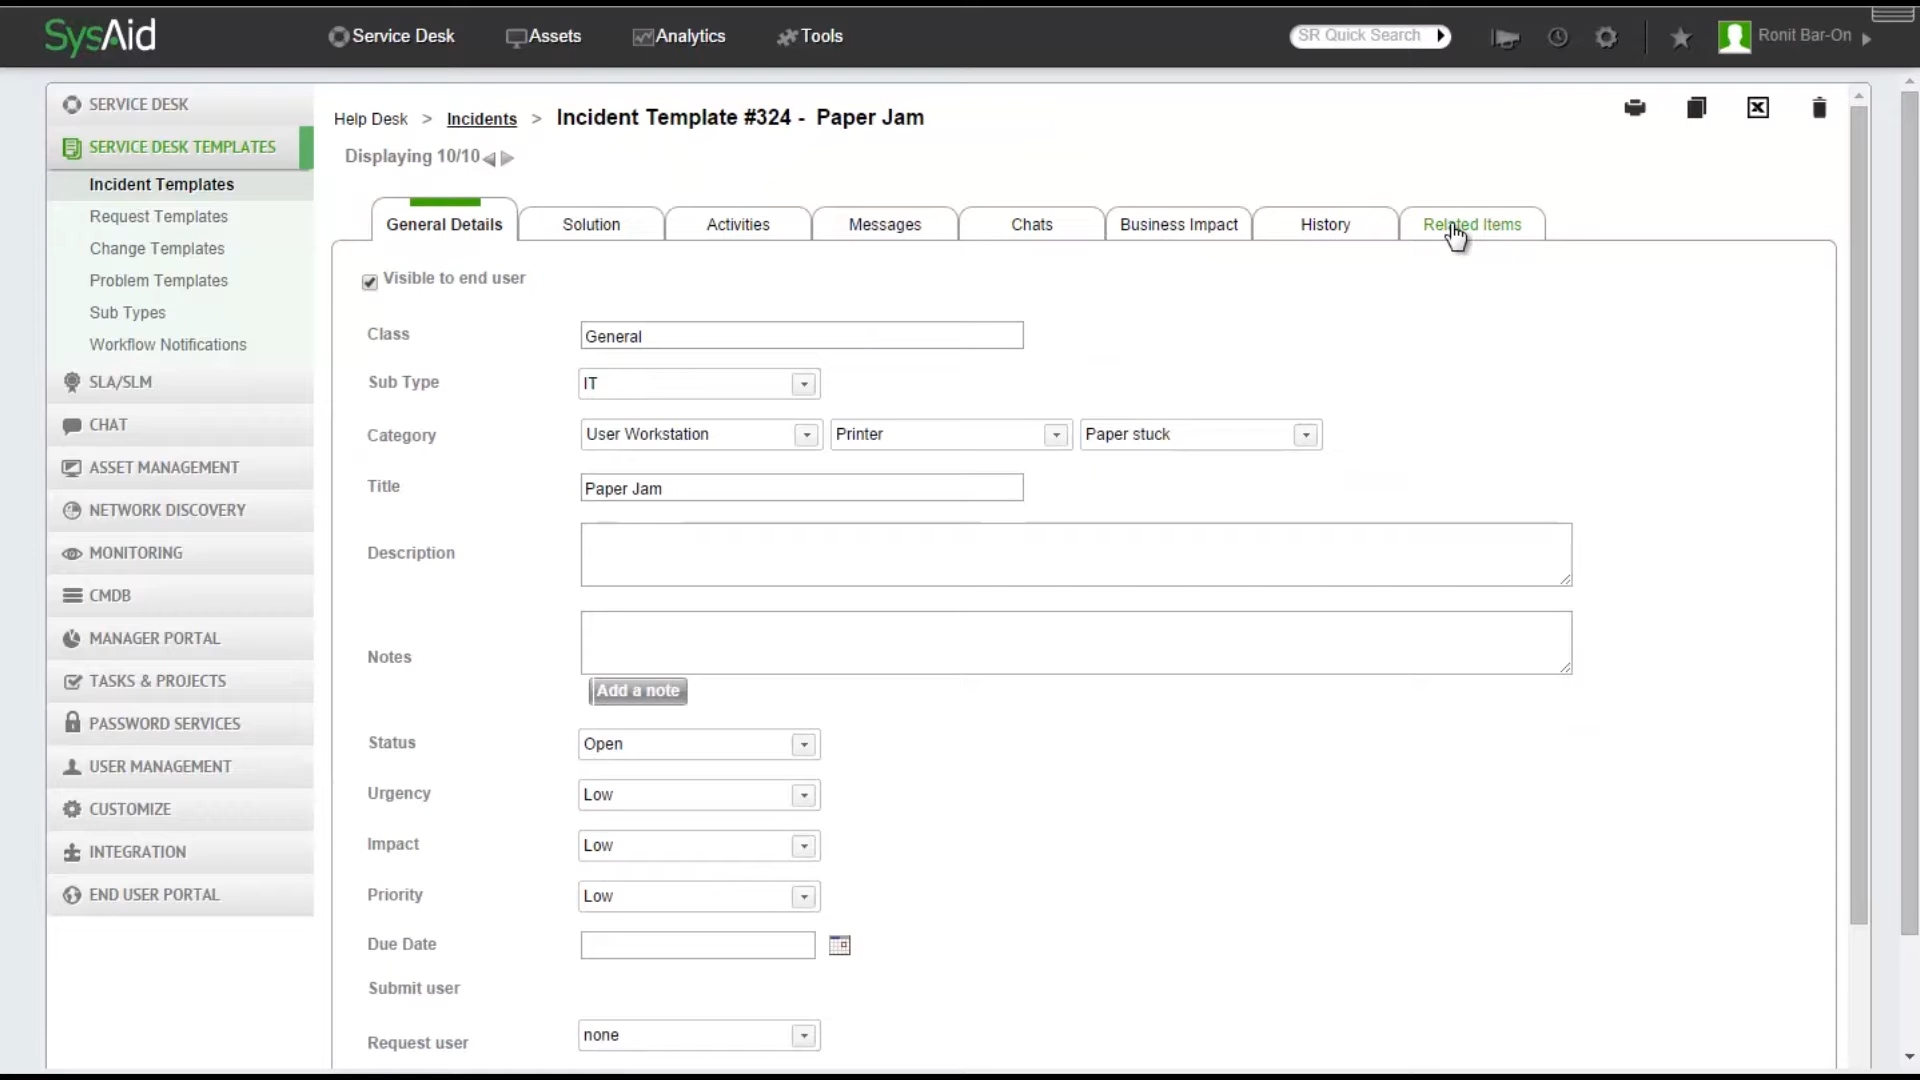 SysAid
Service Desk
Assets
Analytics
Tools
SR Quick Search
Ronit Bar-On
SERVICE DESK
SERVICE DESK TEMPLATES
Incident Templates
Request Templates
Change Templates
Problem Templates
Sub Types
Workflow Notifications
SLA/SLM
CHAT
ASSET MANAGEMENT
NETWORK DISCOVERY
MONITORING
CMDB
MANAGER PORTAL
TASKS & PROJECTS
PASSWORD SERVICES
USER MANAGEMENT
CUSTOMIZE
INTEGRATION
END USER PORTAL
Help Desk > Incidents > Incident Template #324 - Paper Jam
Displaying 10/10
General Details
Solution
Activities
Messages
Chats
Business Impact
History
Related Items
Visible to end user
Class General
Sub Type IT
Category User Workstation Printer Paper stuck
Title Paper Jam
Description
Notes
Add a note
Status Open
Urgency Low
Impact Low
Priority Low
Due Date
Submit user
Request user none